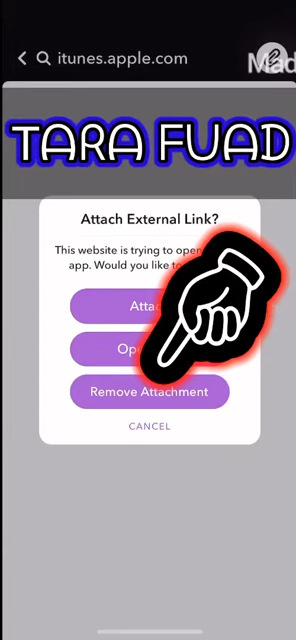 itunes.apple.com
Mad
TARA FUAD
Attach External Link?
This website is trying to open
app. Would you like to
Atta
Op
Remove Attachment
CANCEL